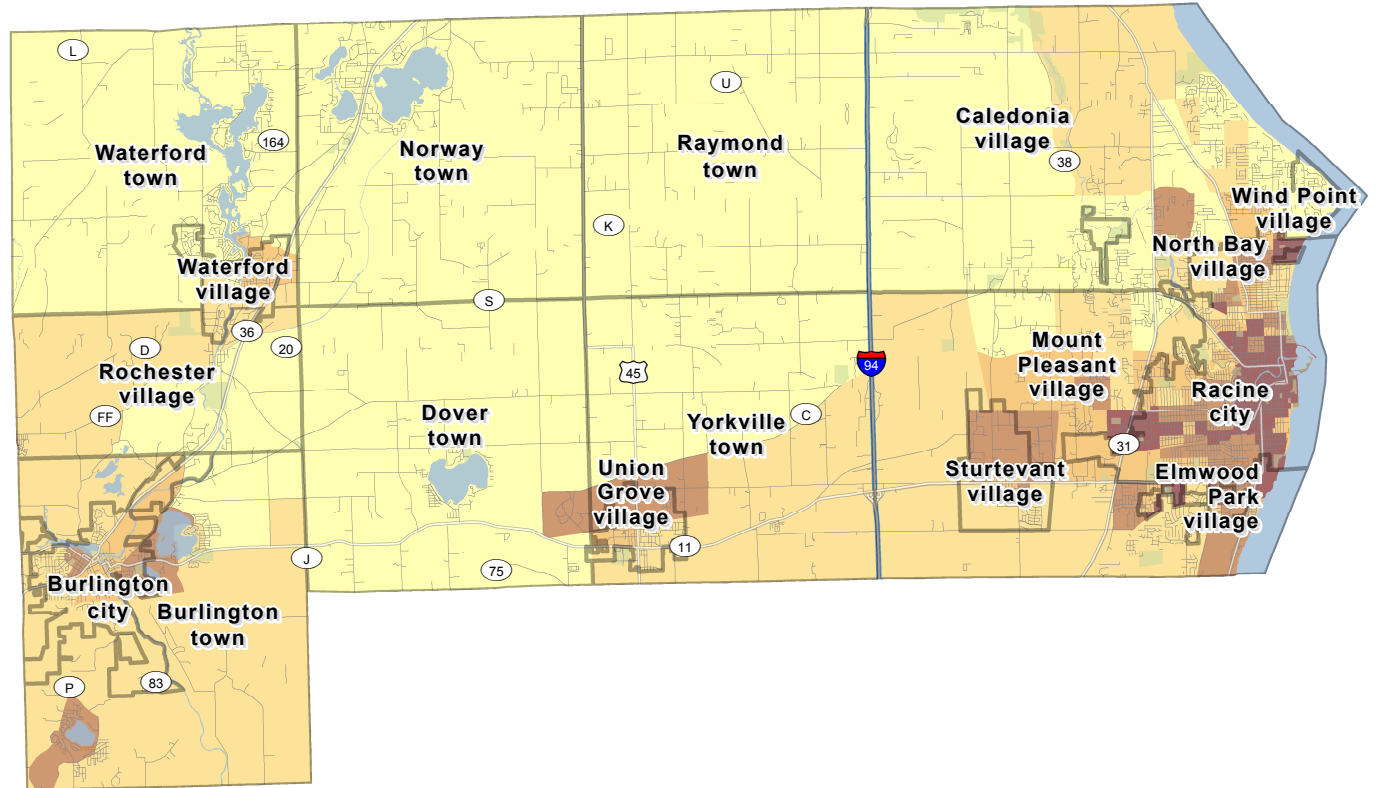 L
U
Caledonia
village
164
Waterford
town
Norway
town
Raymond
town
38
Wind Point
village
K
North Bay
village
Waterford
village
S
36
20
D
Rochester
village
45
94
Mount
Pleasant
village
Racine
city
FF
Dover
town
C
Yorkville
town
31
Union
Grove
village
Sturtevant
village
Elmwood
Park
village
11
J
75
Burlington
city
Burlington
town
P
83